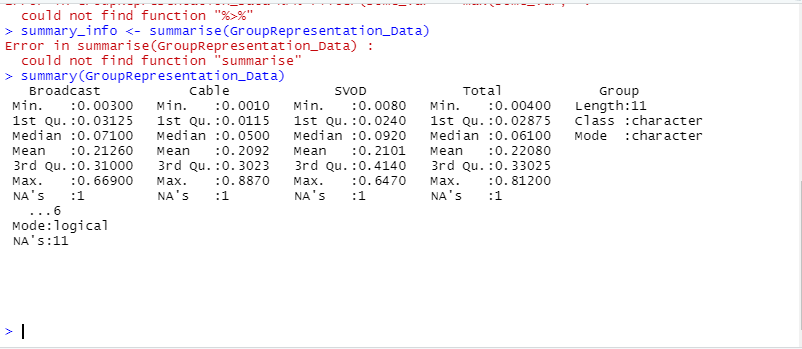 could not find function "%>%"
> summary_info <- summarise(GroupRepresentation_Data)
Error in summarise(GroupRepresentation_Data) :
could not find function "summarise"
> summary(GroupRepresentation_Data)
Broadcast Cable SVOD Total Group
Min. :0.00300 Min. :0.0010 Min. :0.0080 Min. :0.00400 Length:11
1st Qu.:0.03125 1st Qu.:0.0115 1st Qu.:0.0240 1st Qu.:0.02875 Class :character
Median :0.07100 Median :0.0500 Median :0.0920 Median :0.06100 Mode :character
Mean :0.21260 Mean :0.2092 Mean :0.2101 Mean :0.22080
3rd Qu.:0.31000 3rd Qu.:0.3023 3rd Qu.:0.4140 3rd Qu.:0.33025
Max. :0.66900 Max. :0.8870 Max. :0.6470 Max. :0.81200
NA's :1 NA's :1 NA's :1 NA's :1
...6
Mode:logical
NA's:11
>